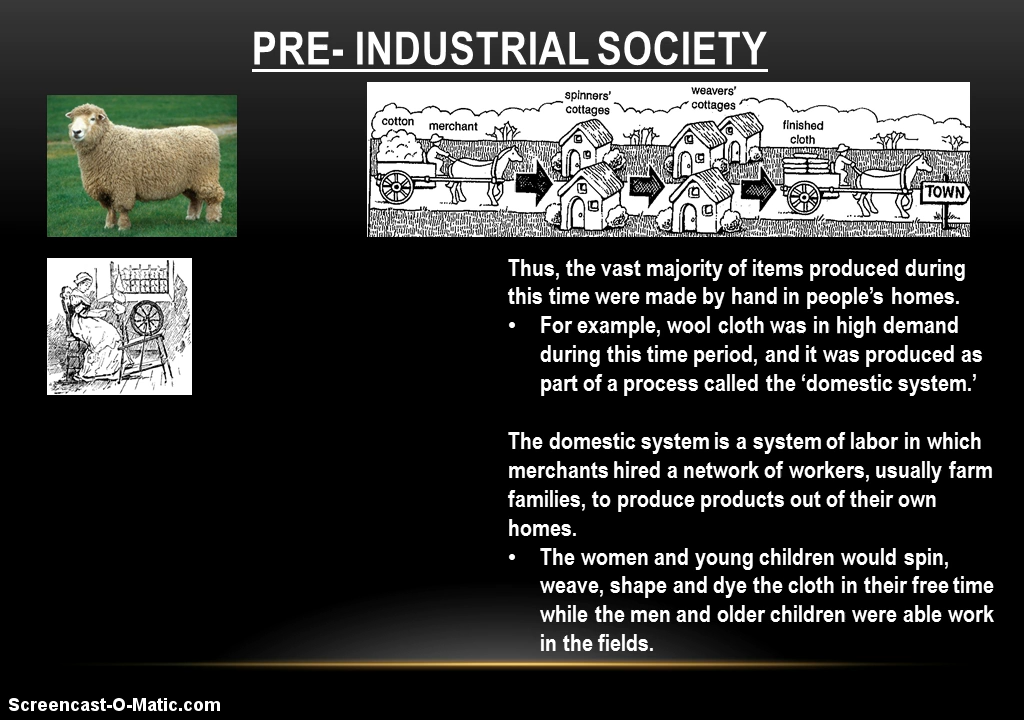 PRE- INDUSTRIAL SOCIETY
cotton
merchant
spinners'
cottages
weavers'
cottages
finished
cloth
TOWN
Thus, the vast majority of items produced during
this time were made by hand in people’s homes.
• For example, wool cloth was in high demand
during this time period, and it was produced as
part of a process called the ‘domestic system.’
The domestic system is a system of labor in which
merchants hired a network of workers, usually farm
families, to produce products out of their own
homes.
• The women and young children would spin,
weave, shape and dye the cloth in their free time
while the men and older children were able work
in the fields.
Screencast-O-Matic.com